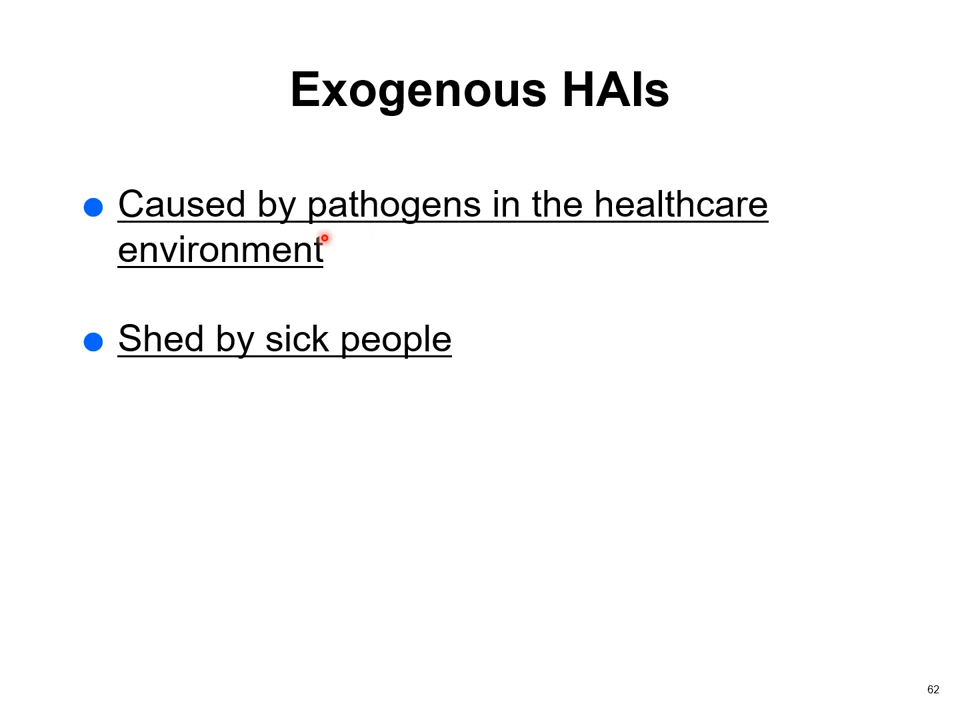 Exogenous HAIs
Caused by pathogens in the healthcare
environment
Shed by sick people
62